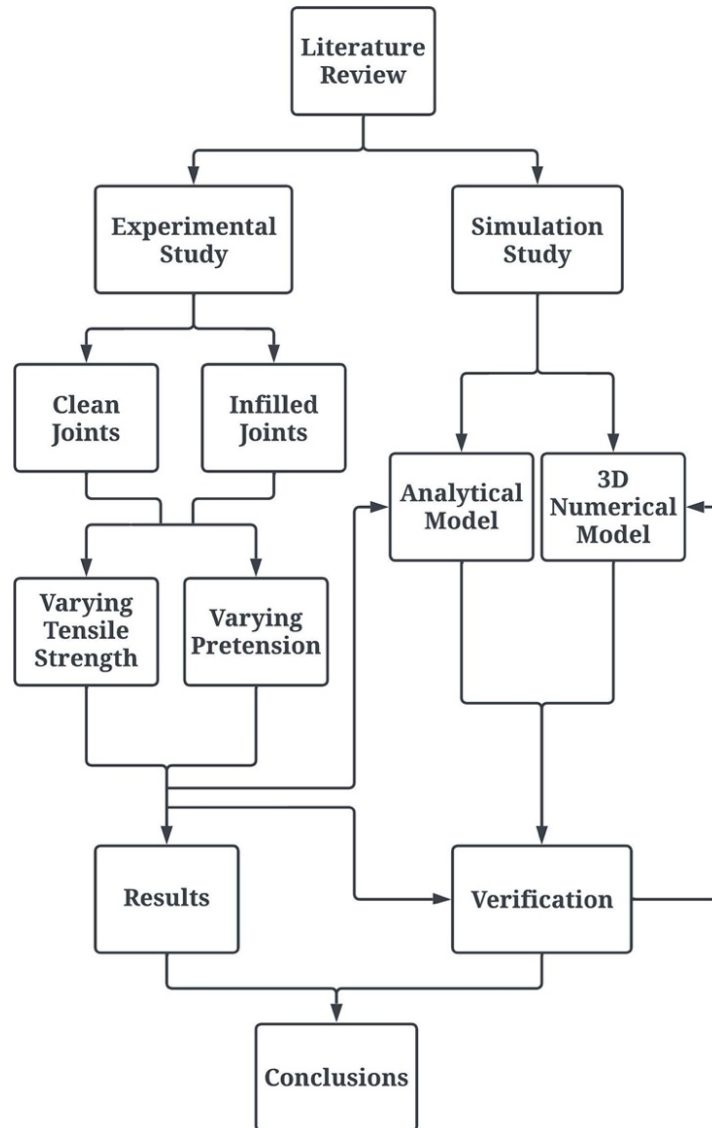 Literature
Review
Experimental
Study
Simulation
Study
Clean
Joints
Infilled
Joints
Analytical
Model
3D
Numerical
Model
Varying
Tensile
Strength
Varying
Pretension
Results
Verification
Conclusions